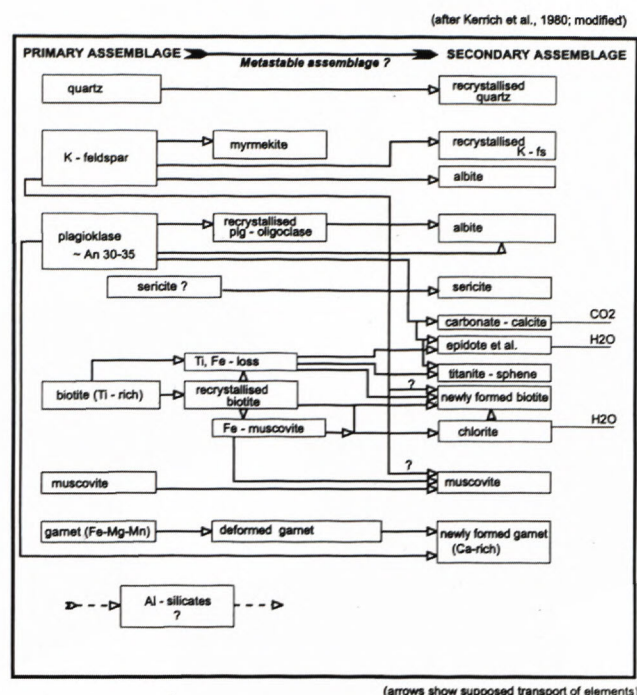 (after Kerrich et al., 1980; modified)
PRIMARY ASSEMBLAGE
SECONDARY ASSEMBLAGE
Metastable assemblage ?
quartz
recrystallised
quartz
K - feldspar
myrmekite
recrystallised
K - fs
albite
plagioklase
~ An 30-35
recrystallised
plg - oligoclase
albite
sericite ?
sericite
carbonate - calcite
CO2
epidote et al.
H2O
Ti, Fe - loss
titanite - sphene
biotite (Ti - rich)
recrystallised
biotite
?
newly formed biotite
Fe - muscovite
chlorite
H2O
?
muscovite
muscovite
garnet (Fe-Mg-Mn)
deformed garnet
newly formed garnet
(Ca-rich)
Al - silicates
?
(arrows show supposed transport of elements)